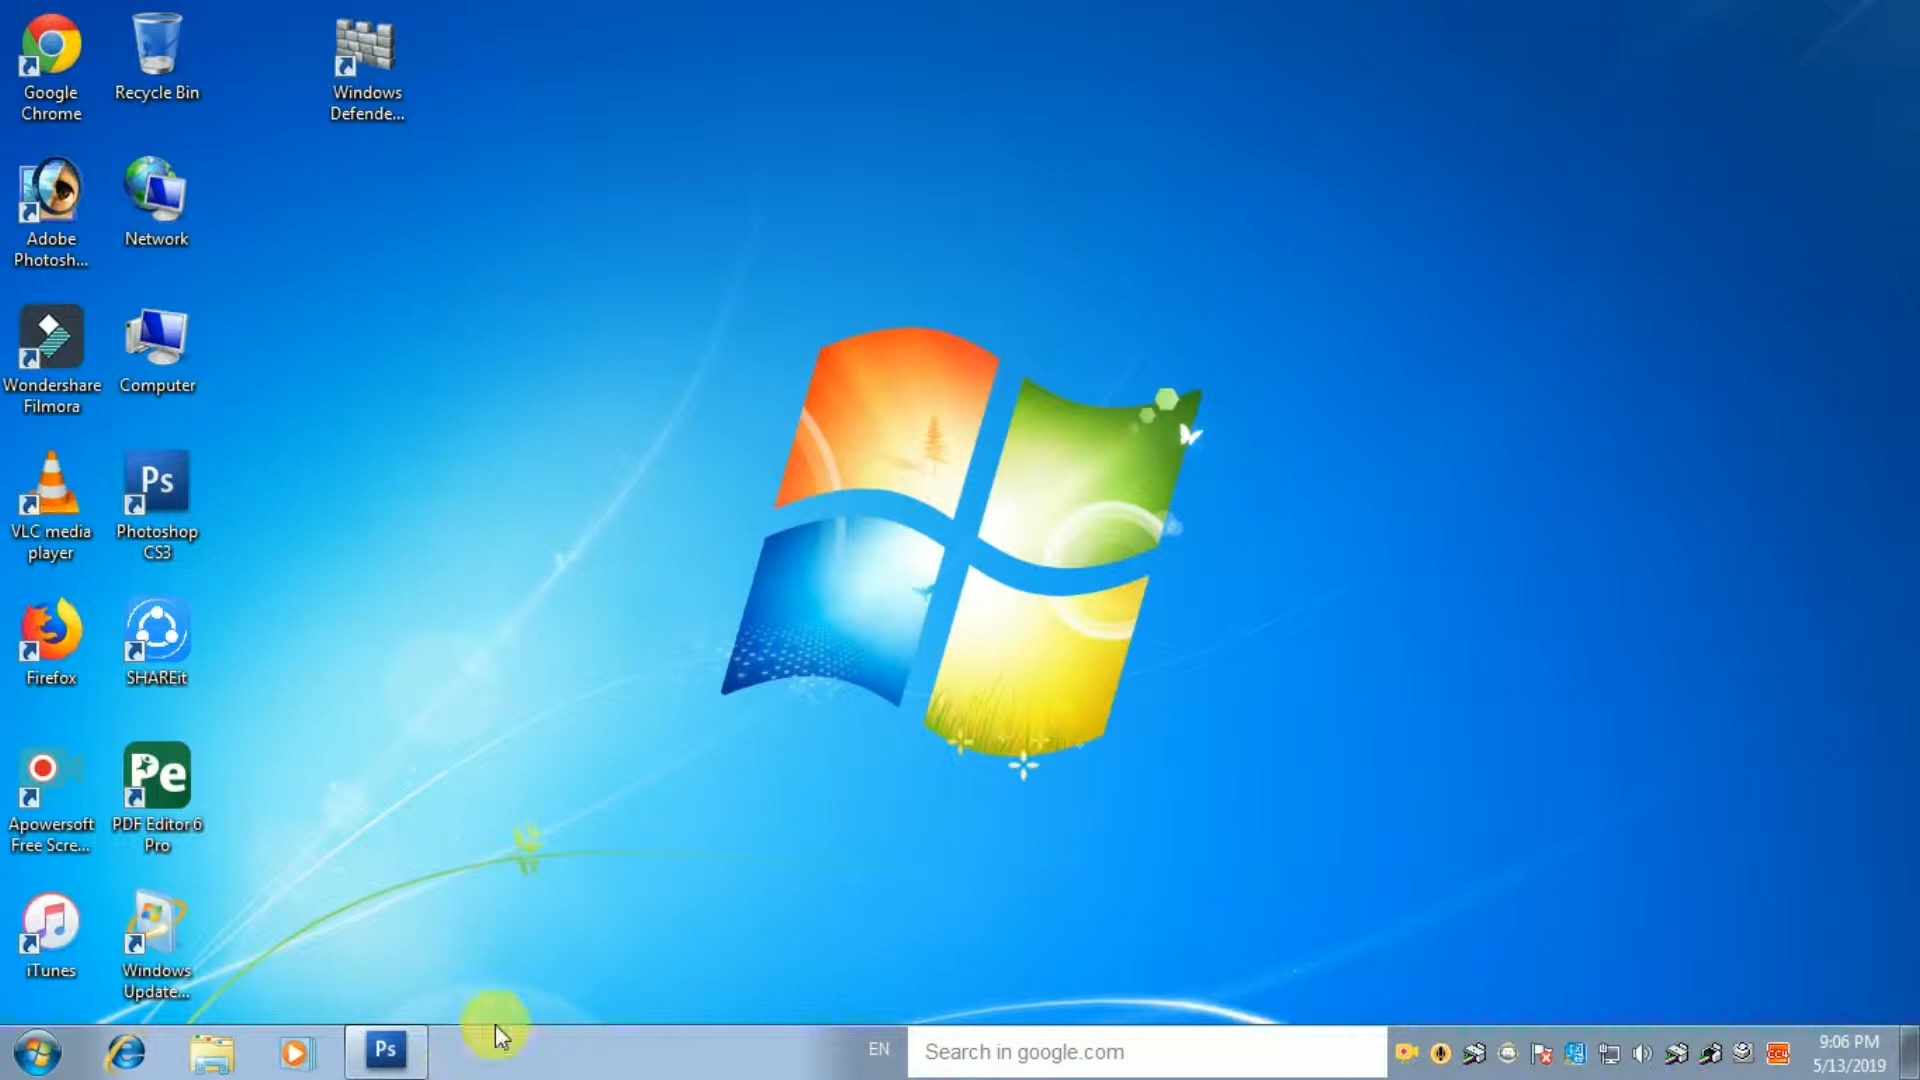 Google
Chrome
Recycle Bin
Windows
Defende...
Adobe
Photosh...
Network
Wondershare
Filmora
Computer
VLC media
player
Ps
Photoshop
CS3
Firefox
SHAREit
Apowersoft
Free Scre...
Pe
PDF Editor 6
Pro
iTunes
Windows
Update...
Ps
EN
Search in google.com
9:06 PM
5/13/2019